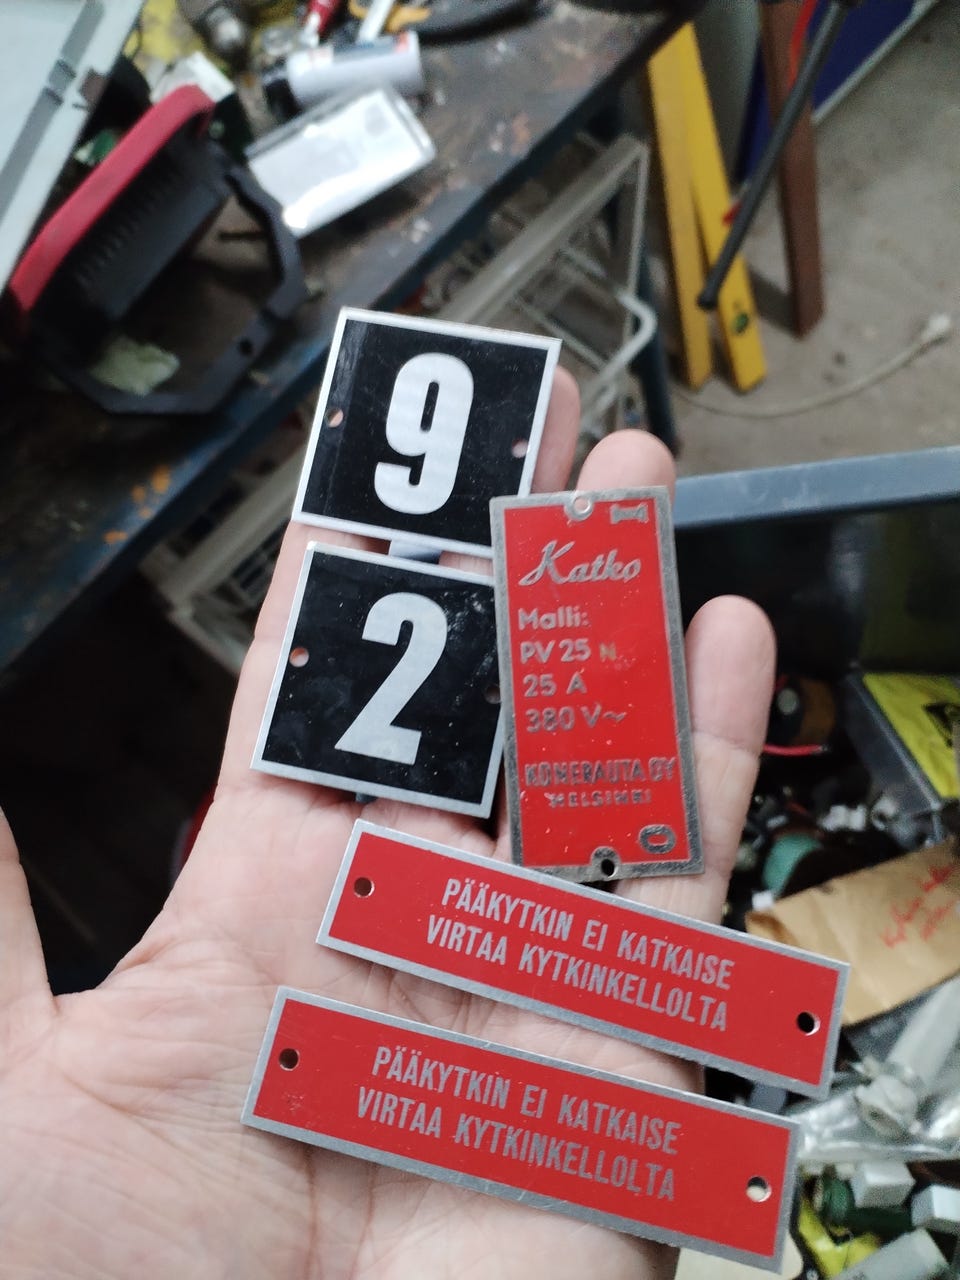 9
2
I
Katko
Malli:
PV 25 N
25 A
380 V~
KONERAUTA OY
HELSINKI
O
PÄÄKYTKIN EI KATKAISE
VIRTAA KYTKINKELLOLTA
PÄÄKYTKIN EI KATKAISE
VIRTAA KYTKINKELLOLTA